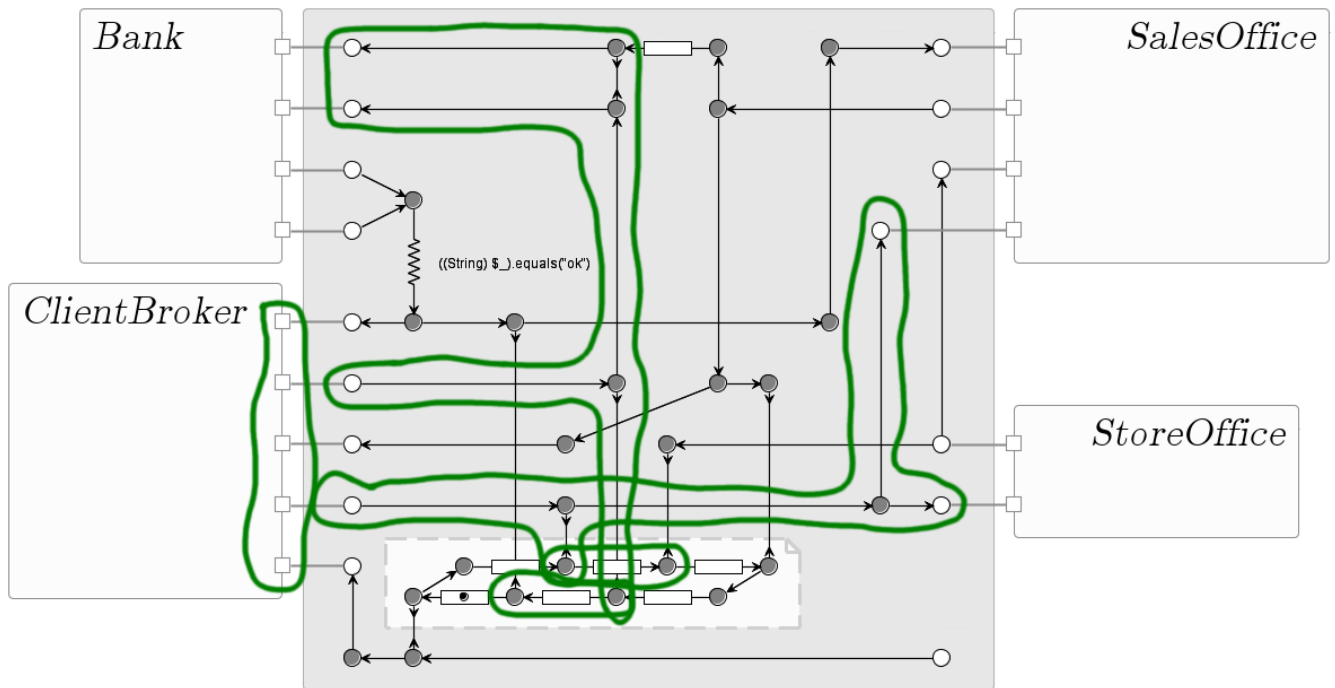 Bank
SalesOffice
((String) $_).equals("ok")
ClientBroker
StoreOffice